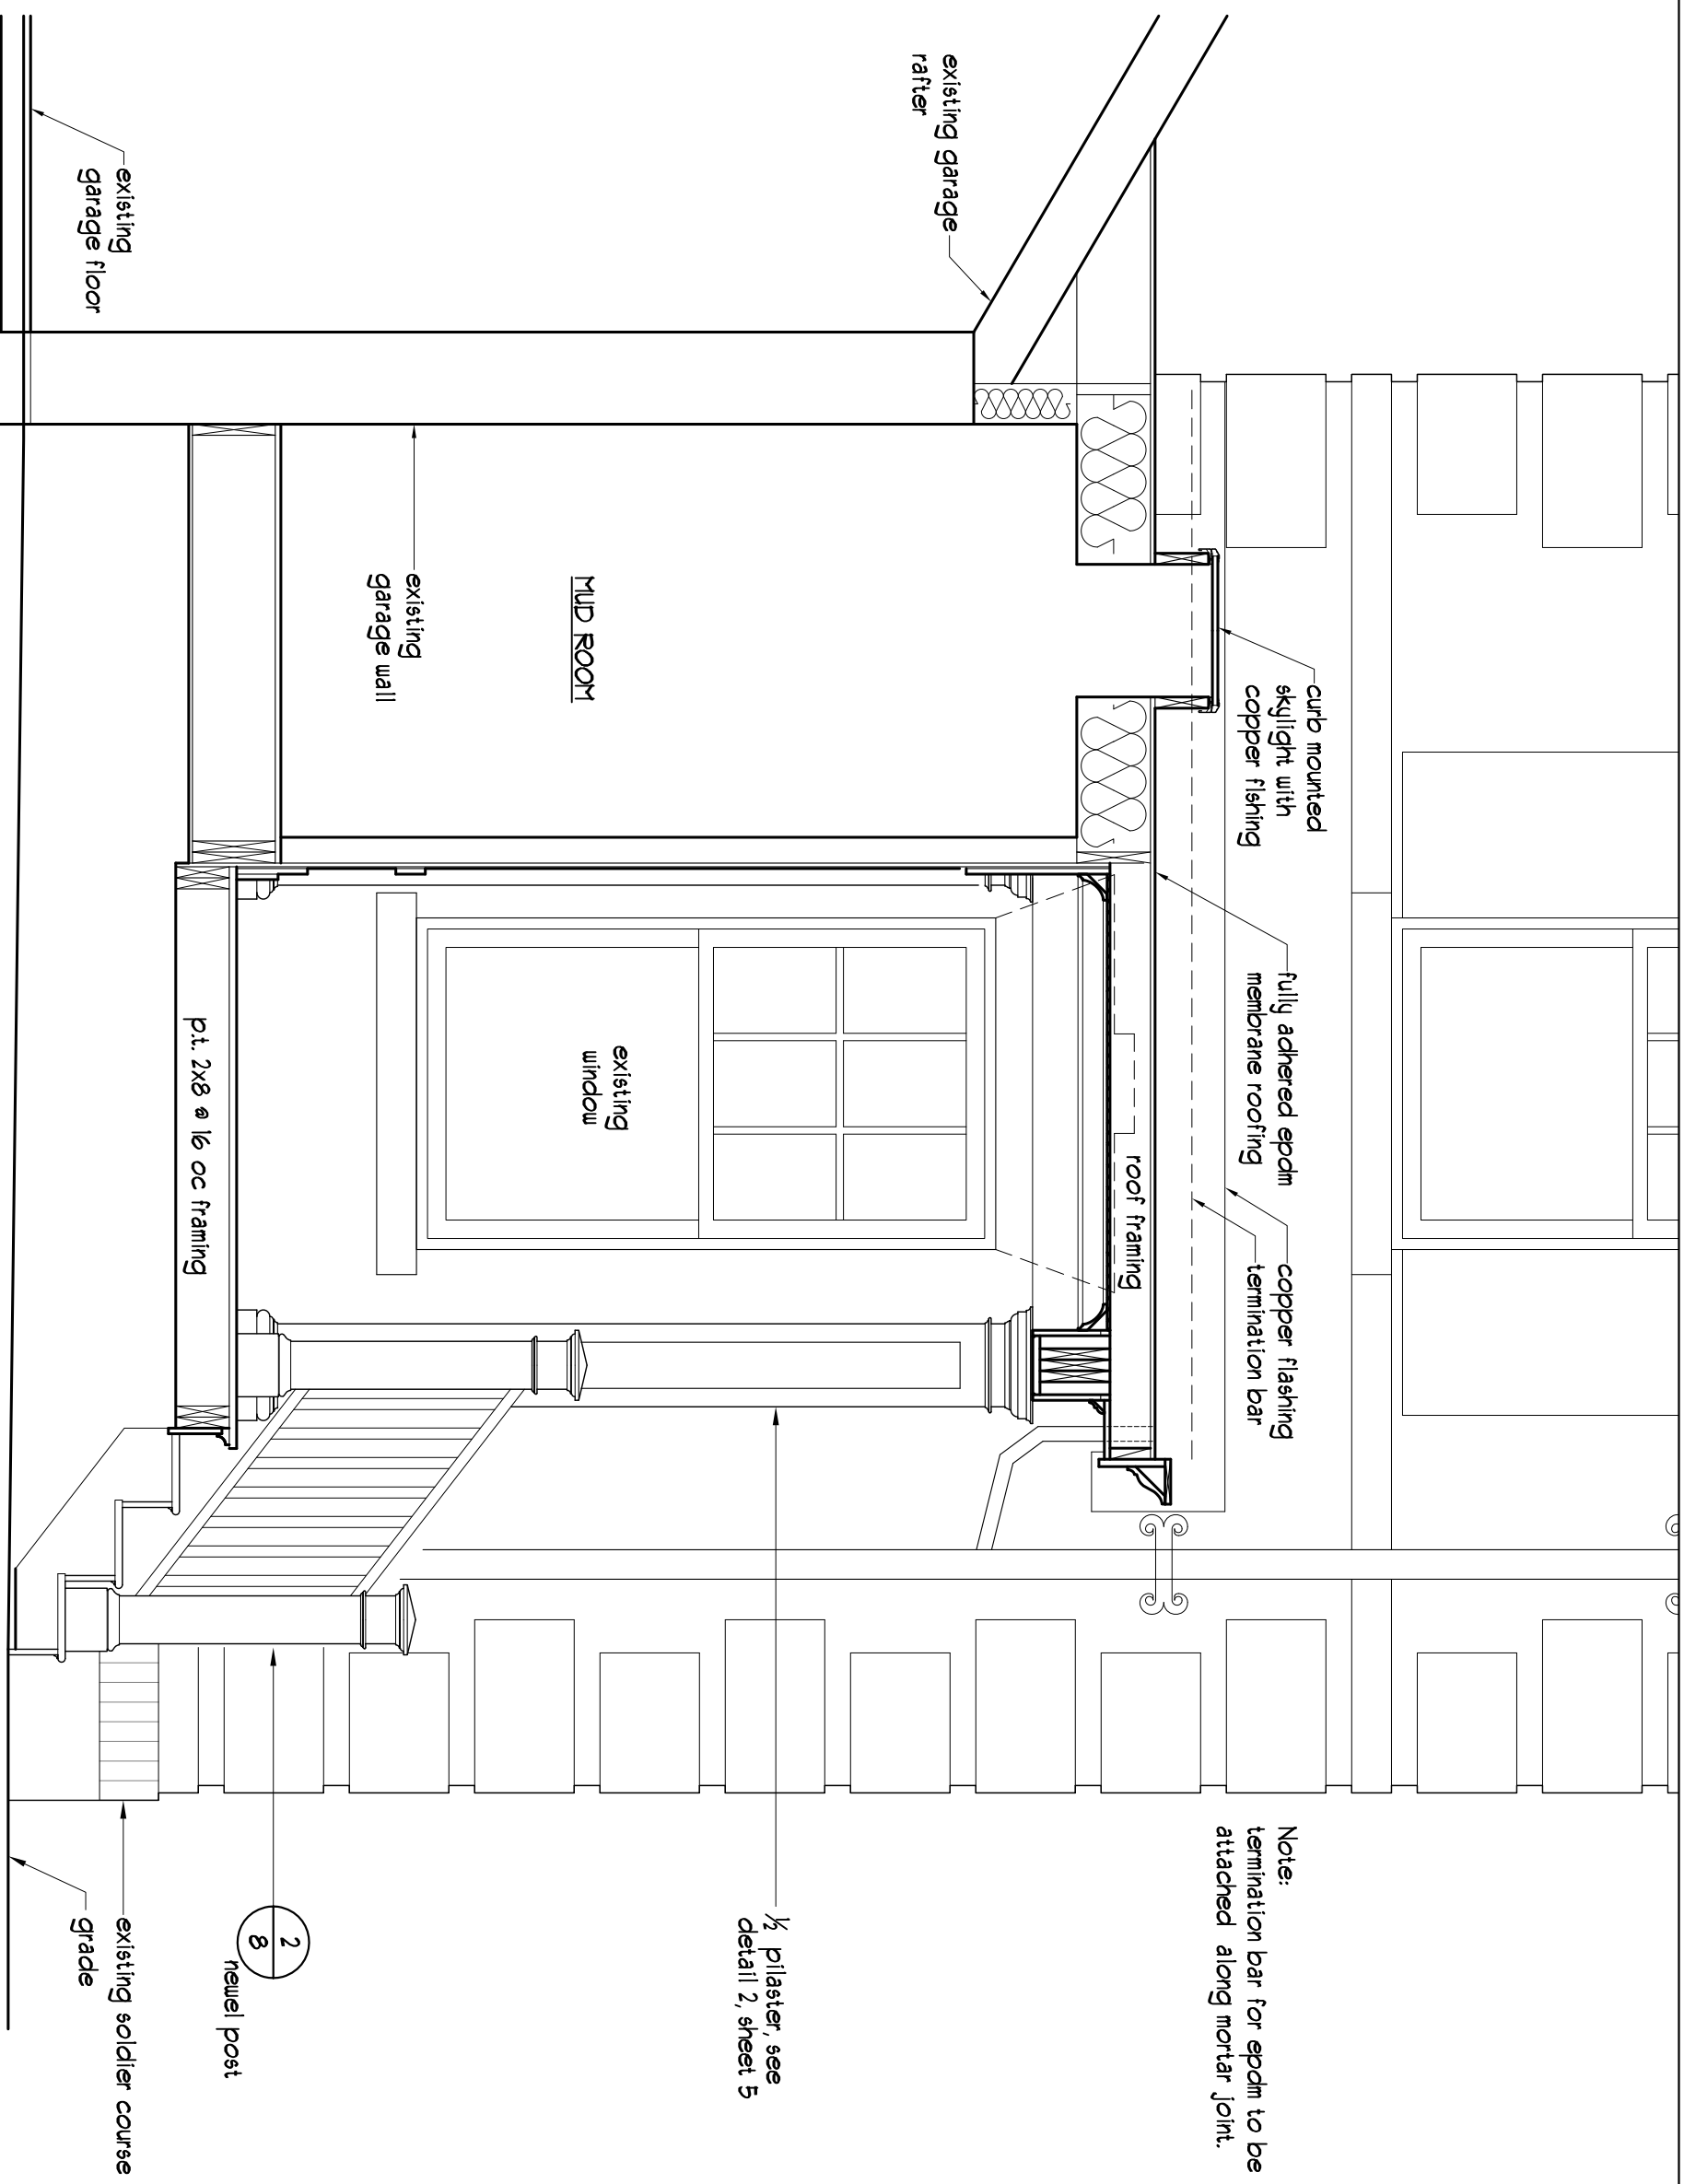 Note:
termination bar for epdm to be
attached along mortar joint.
curb mounted
skylight with
copper flshing
fully adhered epdm
membrane roofing
copper flashing
termination bar
existing garage
rafter
roof framing
MUD ROOM
existing
window
½ pilaster, see
detail 2, sheet 5
existing
garage wall
2
8
newel post
p.t. 2x8 @ 16 oc framing
existing
garage floor
existing soldier course
grade